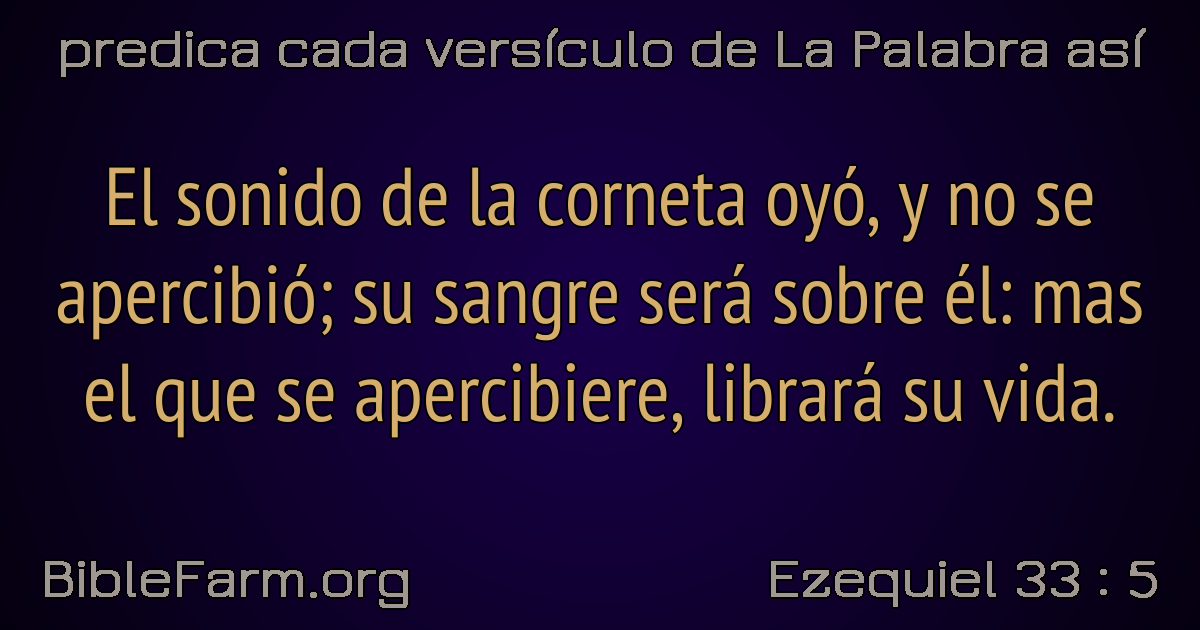 predica cada versículo de La Palabra así
El sonido de la corneta oyó, y no se
apercibió; su sangre será sobre él: mas
el que se apercibiere, librará su vida.
BibleFarm.org
Ezequiel 33 : 5